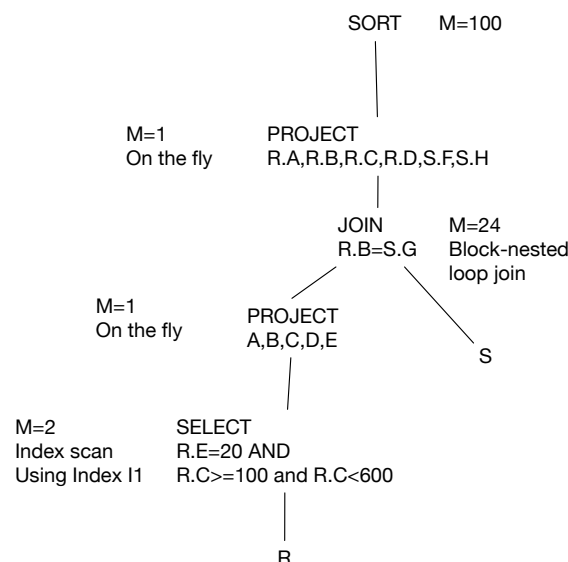 SORT M=100
M=1
On the fly
PROJECT
R.A,R.B,R.C,R.D,S.F,S.H
JOIN
R.B=S.G
M=24
Block-nested
loop join
M=1
On the fly
PROJECT
A,B,C,D,E
S
M=2
Index scan
Using Index I1
SELECT
R.E=20 AND
R.C>=100 and R.C<600
R